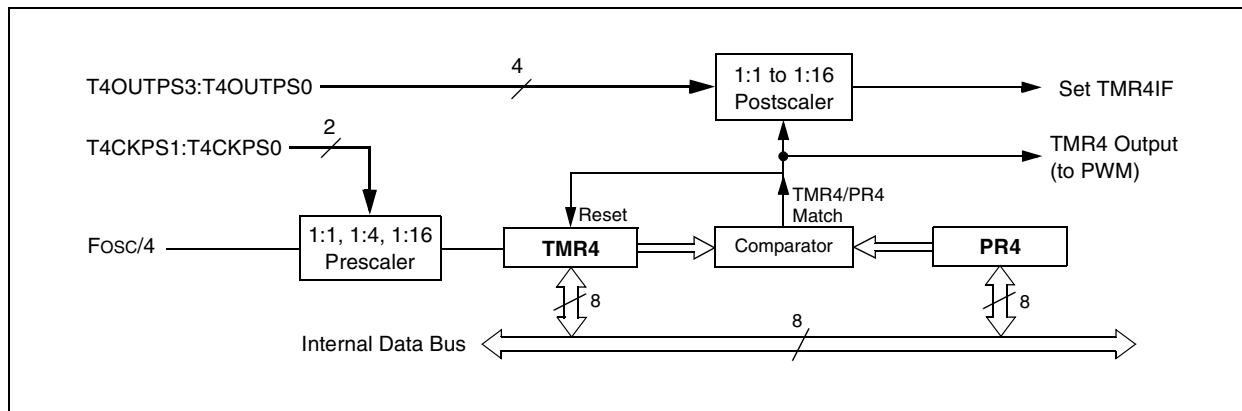 T4OUTPS3:T4OUTPS0
4
1:1 to 1:16
Postscaler
Set TMR4IF
T4CKPS1:T4CKPS0
2
TMR4 Output
(to PWM)
TMR4/PR4
Match
Reset
FOSC/4
1:1, 1:4, 1:16
Prescaler
TMR4
Comparator
PR4
8
8
Internal Data Bus
8